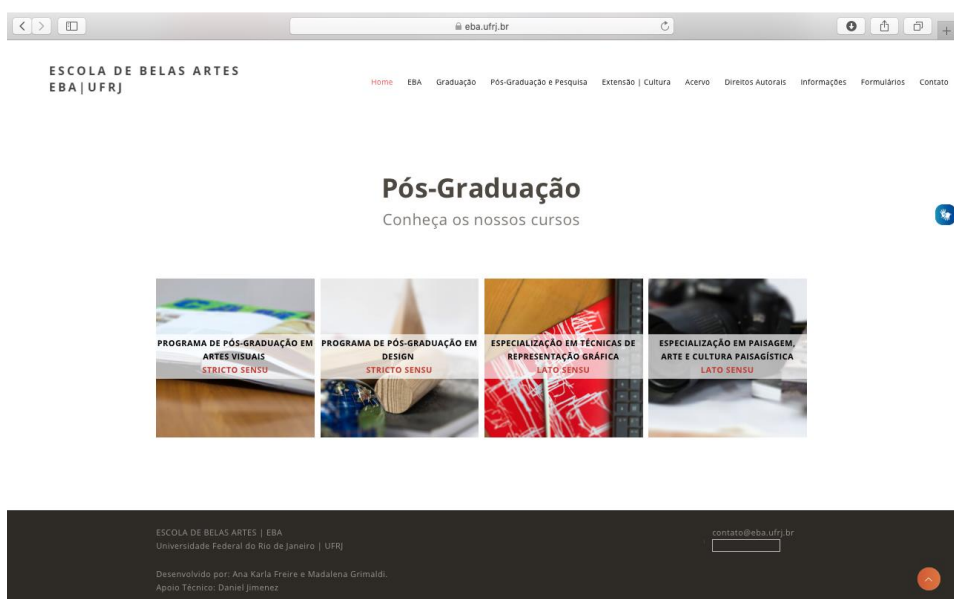 eba.ufrj.br
ESCOLA DE BELAS ARTES
EBA|UFRJ
Home EBA Graduação Pós-Graduação e Pesquisa Extensão | Cultura Acervo Direitos Autorais Informações Formulários Contato
Pós-Graduação
Conheça os nossos cursos
PROGRAMA DE PÓS-GRADUAÇÃO EM
ARTES VISUAIS
STRICTO SENSU
PROGRAMA DE PÓS-GRADUAÇÃO EM
DESIGN
STRICTO SENSU
ESPECIALIZAÇÃO EM TÉCNICAS DE
REPRESENTAÇÃO GRÁFICA
LATO SENSU
ESPECIALIZAÇÃO EM PAISAGEM,
ARTE E CULTURA PAISAGÍSTICA
LATO SENSU
ESCOLA DE BELAS ARTES | EBA
Universidade Federal do Rio de Janeiro | UFRJ
Desenvolvido por: Ana Karla Freire e Madalena Grimaldi.
Apoio Técnico: Daniel Jimenez
contato@eba.ufrj.br